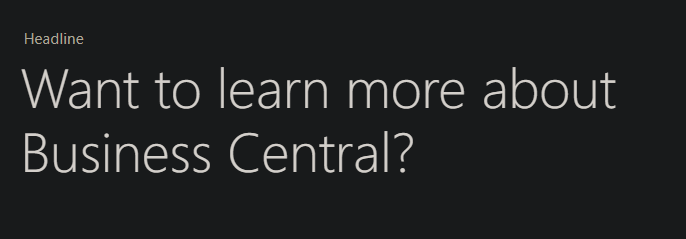 Headline
Want to learn more about
Business Central?